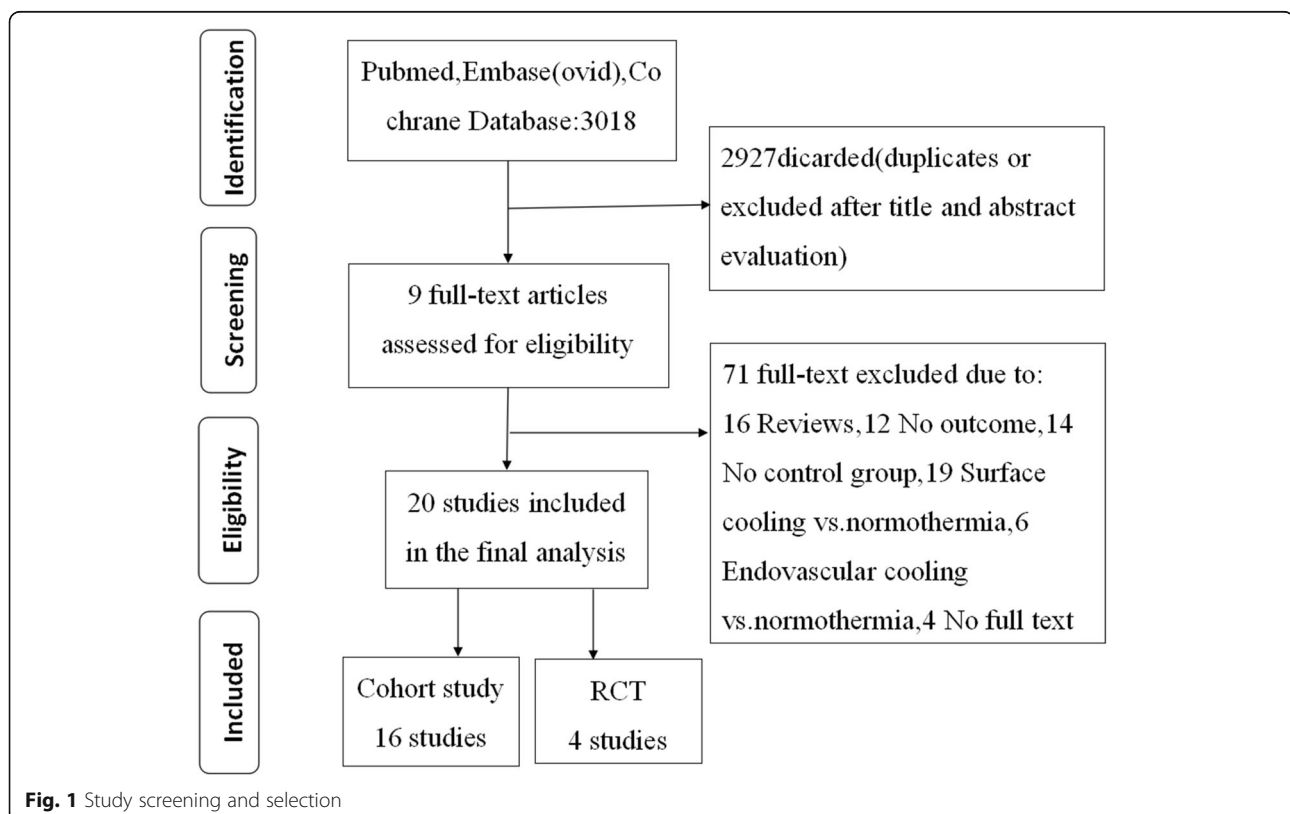 Identification
Pubmed,Embase(ovid),Co
chrane Database:3018
2927dicarded(duplicates or
excluded after title and abstract
evaluation)
Screening
9 full-text articles
assessed for eligibility
Eligibility
71 full-text excluded due to:
16 Reviews,12 No outcome,14
No control group,19 Surface
cooling vs.normothermia,6
Endovascular cooling
vs.normothermia,4 No full text
20 studies included
in the final analysis
Included
Cohort study
16 studies
RCT
4 studies
Fig. 1 Study screening and selection